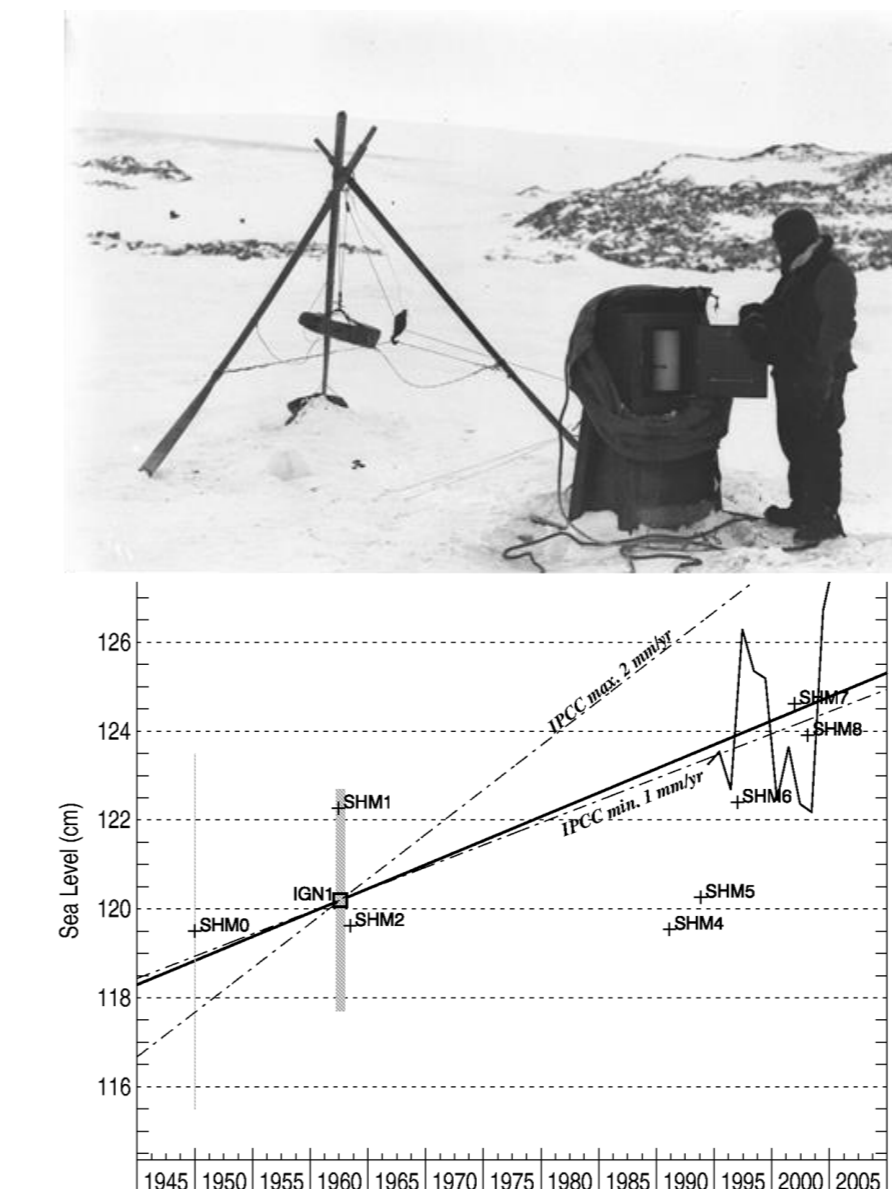 126
124
122
120
118
116
Sea Level (cm)
IPCC max, 2 mm/yr
IPCC min. 1 mm/yr
SHM7
SHM8
SHM6
SHM1
IGN1
SHM5
SHM0
SHM2
SHM4
1945 1950 1955 1960 1965 1970 1975 1980 1985 1990 1995 2000 2005